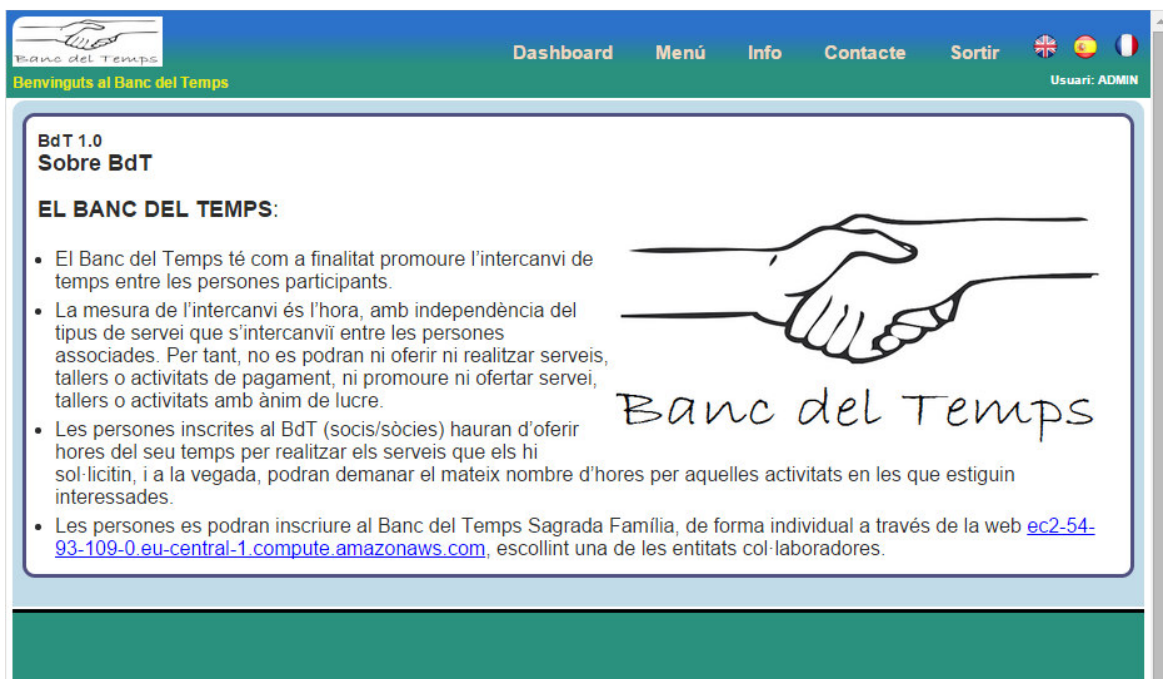 Banc del Temps
Dashboard Menú Info Contacte Sortir
Benvinguts al Banc del Temps
Usuari: ADMIN
BdT 1.0
Sobre BdT
EL BANC DEL TEMPS:
• El Banc del Temps té com a finalitat promoure l’intercanvi de
temps entre les persones participants.
• La mesura de l’intercanvi és l’hora, amb independència del
tipus de servei que s’intercanviï entre les persones
associades. Per tant, no es podran ni oferir ni realitzar serveis,
tallers o activitats de pagament, ni promoure ni ofertar servei,
tallers o activitats amb ànim de lucre.
• Les persones inscrites al BdT (socis/sòcies) hauran d’oferir
hores del seu temps per realitzar els serveis que els hi
sol·licitin, i a la vegada, podran demanar el mateix nombre d’hores per aquelles activitats en les que estiguin
interessades.
• Les persones es podran inscriure al Banc del Temps Sagrada Família, de forma individual a través de la web ec2-54-
93-109-0.eu-central-1.compute.amazonaws.com, escollint una de les entitats col·laboradores.
Banc del Temps